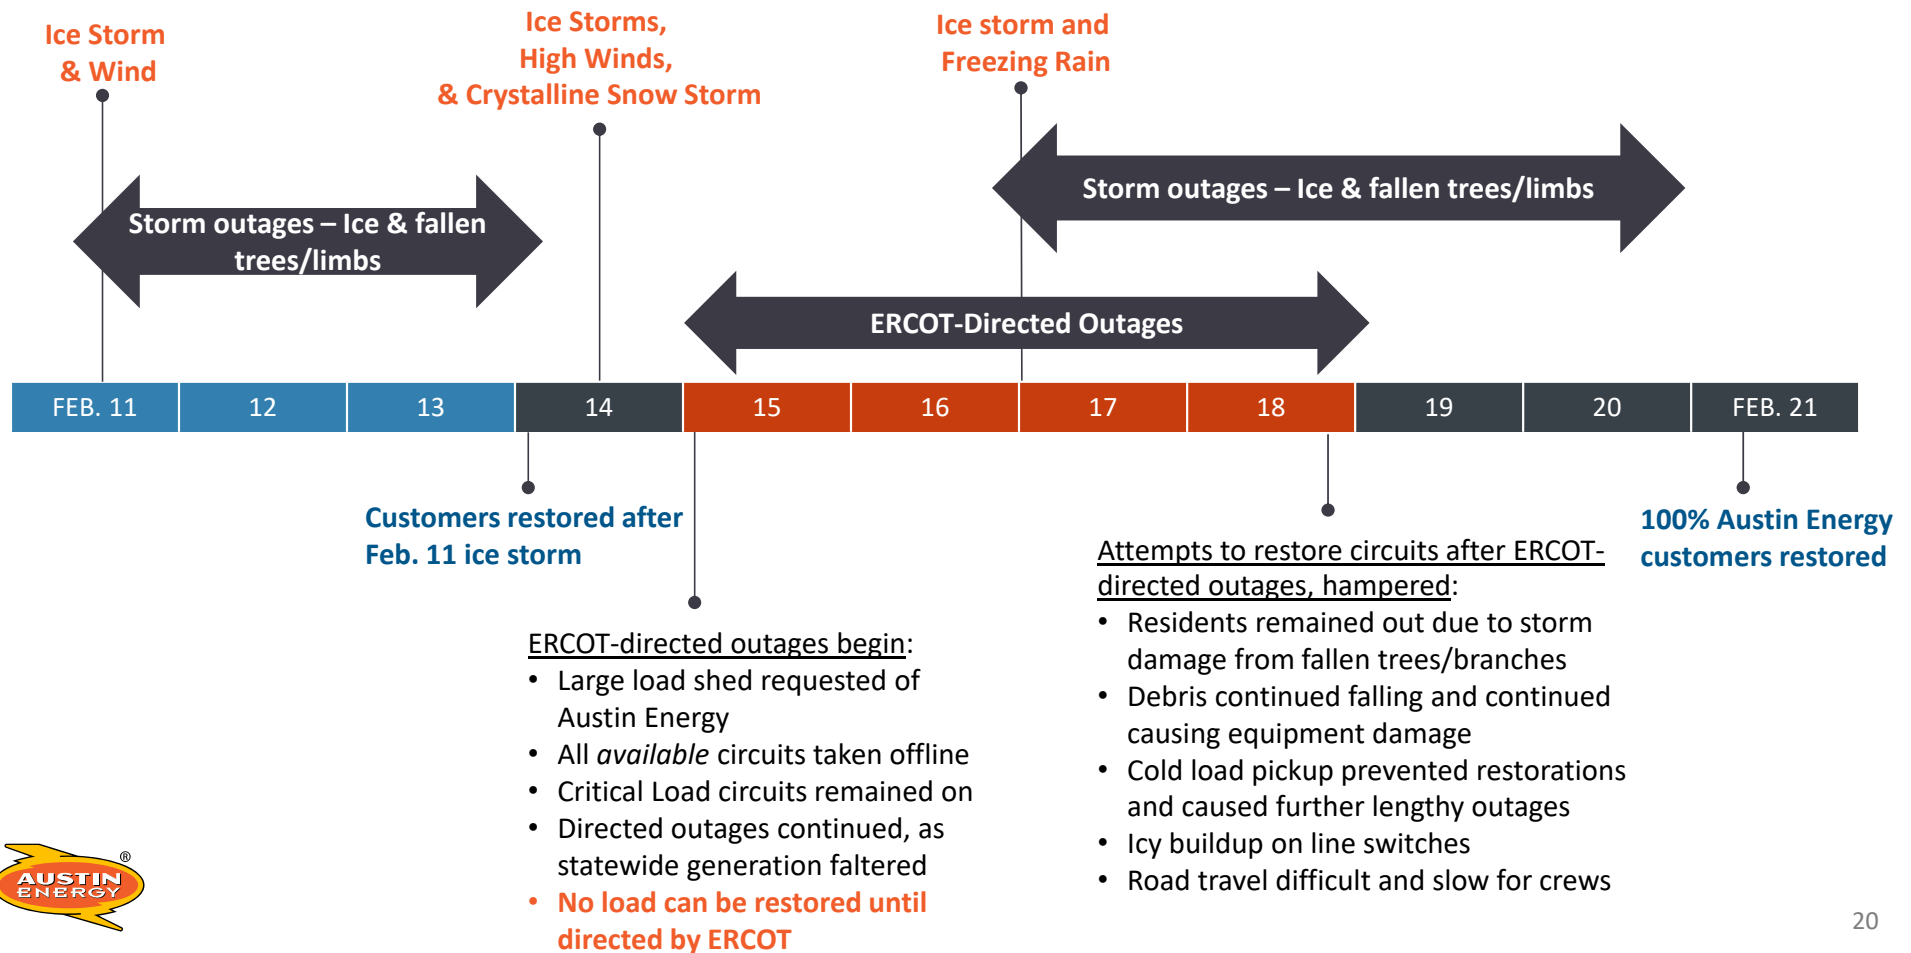 Ice Storm
& Wind
Ice Storms,
High Winds,
& Crystalline Snow Storm
Ice storm and
Freezing Rain
Storm outages – Ice & fallen
trees/limbs
Storm outages – Ice & fallen trees/limbs
ERCOT-Directed Outages
FEB. 11 12 13 14 15 16 17 18 19 20 FEB. 21
Customers restored after
Feb. 11 ice storm
ERCOT-directed outages begin:
• Large load shed requested of
Austin Energy
• All available circuits taken offline
• Critical Load circuits remained on
• Directed outages continued, as
statewide generation faltered
• No load can be restored until
directed by ERCOT
Attempts to restore circuits after ERCOT-
directed outages, hampered:
• Residents remained out due to storm
damage from fallen trees/branches
• Debris continued falling and continued
causing equipment damage
• Cold load pickup prevented restorations
and caused further lengthy outages
• Icy buildup on line switches
• Road travel difficult and slow for crews
100% Austin Energy
customers restored
AUSTIN
ENERGY
®
20